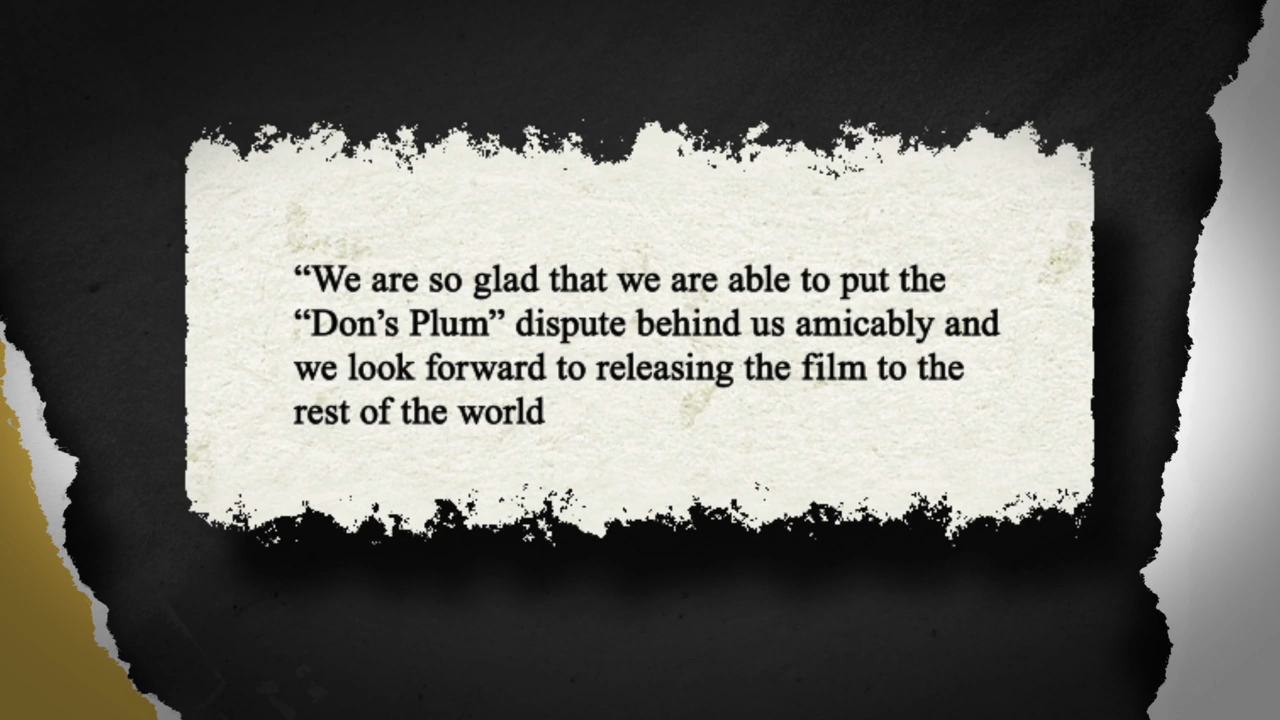 “We are so glad that we are able to put the
“Don’s Plum” dispute behind us amicably and
we look forward to releasing the film to the
rest of the world